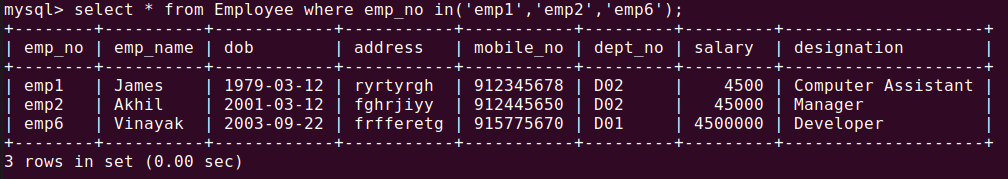 mysql> select * from Employee where emp_no in('emp1','emp2','emp6');
+--------+----------+------------+-----------+-----------+---------+---------+--------------------+
| emp_no | emp_name | dob        | address   | mobile_no | dept_no | salary  | designation        |
+--------+----------+------------+-----------+-----------+---------+---------+--------------------+
| emp1   | James    | 1979-03-12 | ryrtyrgh  | 912345678 | D02     |    4500 | Computer Assistant |
| emp2   | Akhil    | 2001-03-12 | fghrjiyy  | 912445650 | D02     |   45000 | Manager            |
| emp6   | Vinayak  | 2003-09-22 | frfferetg | 915775670 | D01     | 4500000 | Developer          |
+--------+----------+------------+-----------+-----------+---------+---------+--------------------+
3 rows in set (0.00 sec)